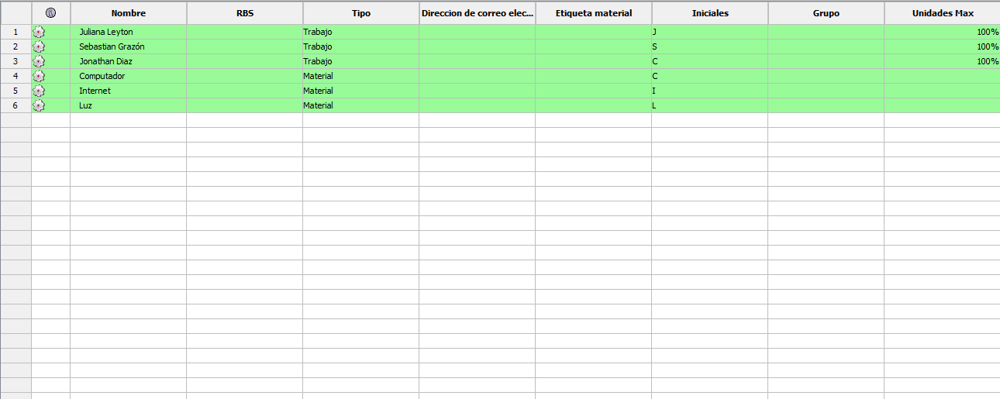 Nombre RBS Tipo Direccion de correo elec... Etiqueta material Iniciales Grupo Unidades Max
1 Juliana Leyton Trabajo J 100%
2 Sebastian Grazón Trabajo S 100%
3 Jonathan Diaz Trabajo C 100%
4 Computador Material C
5 Internet Material I
6 Luz Material L